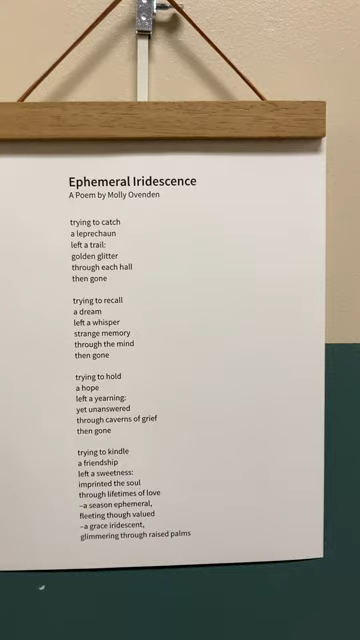 Ephemeral Iridescence
A Poem by Molly Ovenden
trying to catch
a leprechaun
left a trail:
golden glitter
through each hall
then gone
trying to recall
a dream
left a whisper
strange memory
through the mind
then gone
trying to hold
a hope
left a yearning:
yet unanswered
through caverns of grief
then gone
trying to kindle
a friendship
left a sweetness:
imprinted the soul
through lifetimes of love
–a season ephemeral,
fleeting though valued
–a grace iridescent,
glimmering through raised palms